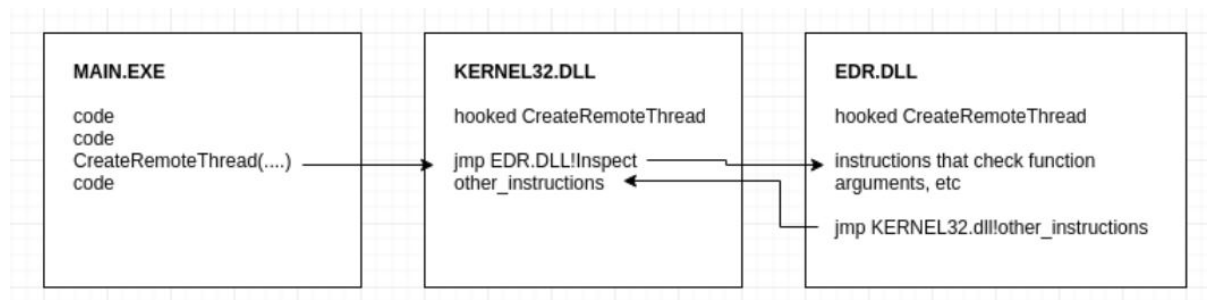 MAIN.EXE
code
code
CreateRemoteThread(....)
code
KERNEL32.DLL
hooked CreateRemoteThread
jmp EDR.DLL!Inspect
other_instructions
EDR.DLL
hooked CreateRemoteThread
instructions that check function
arguments, etc
jmp KERNEL32.dll!other_instructions